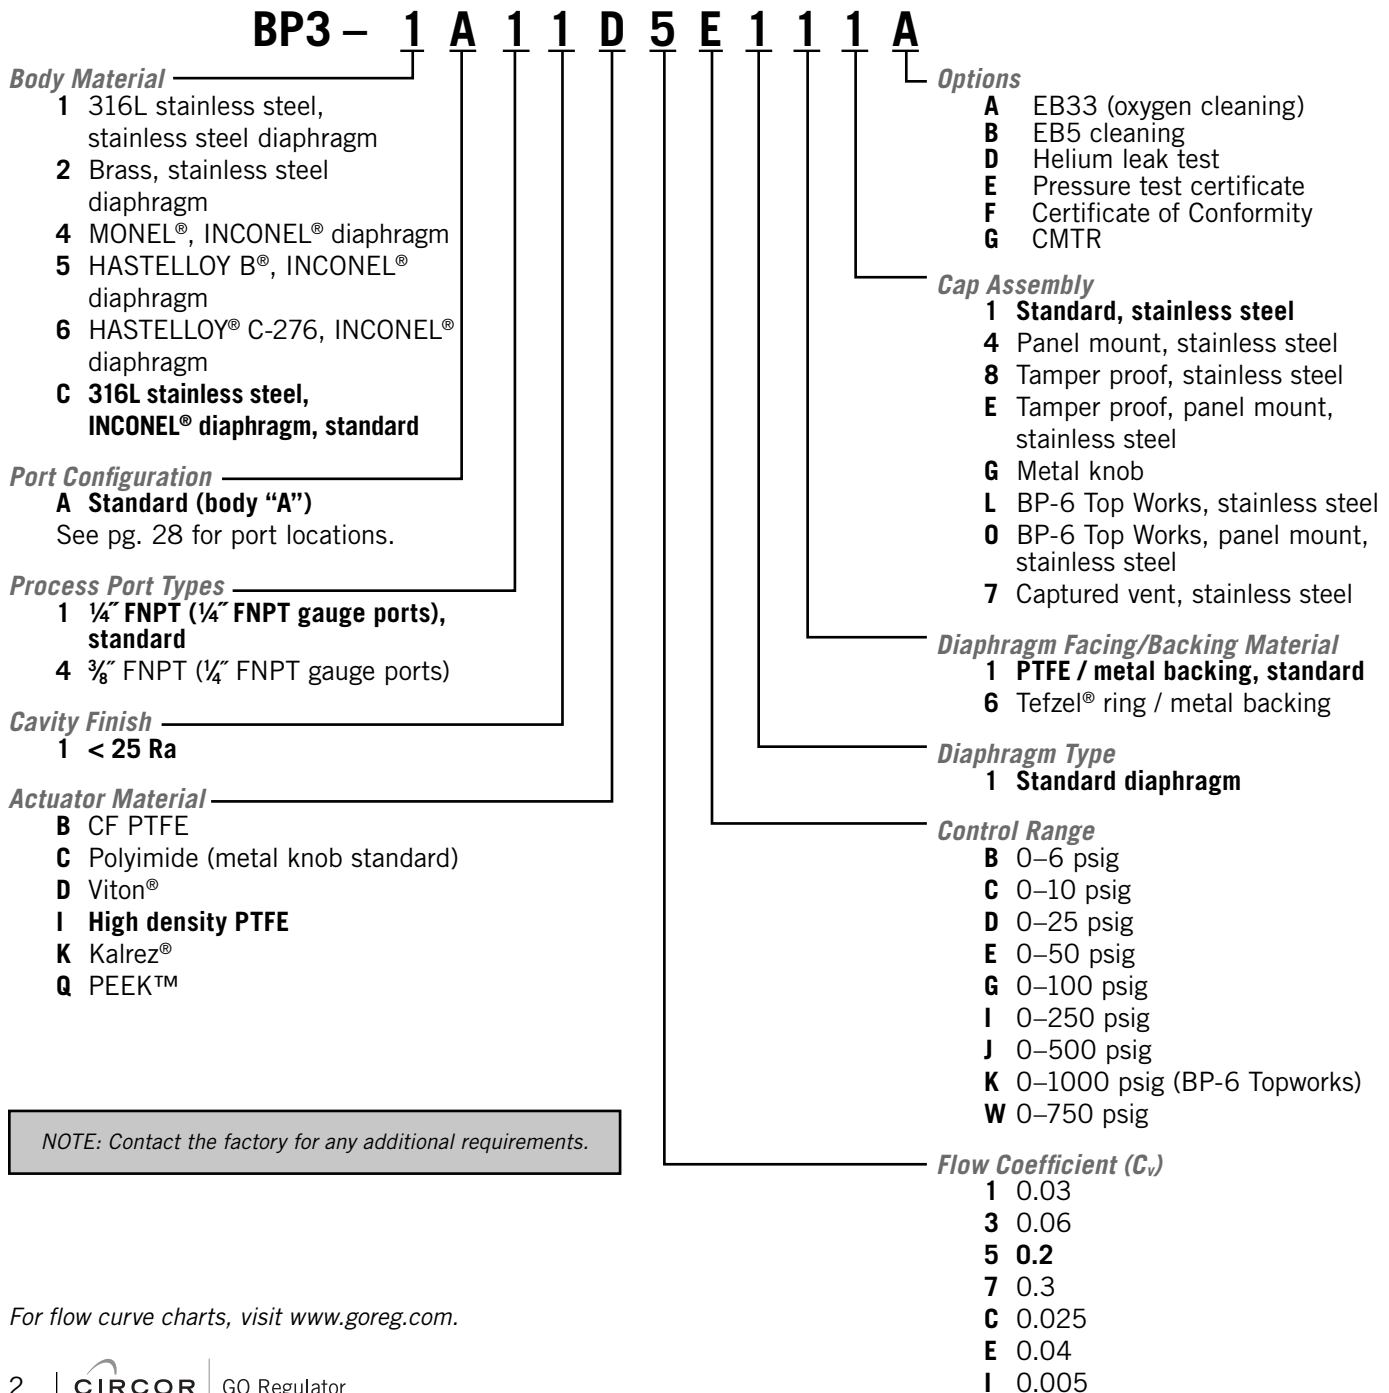 BP3 – 1 A 1 1 D 5 E 1 1 1 A
Body Material
1 316L stainless steel,
stainless steel diaphragm
2 Brass, stainless steel
diaphragm
4 MONEL®, INCONEL® diaphragm
5 HASTELLOY B®, INCONEL®
diaphragm
6 HASTELLOY® C-276, INCONEL®
diaphragm
C 316L stainless steel,
INCONEL® diaphragm, standard
Port Configuration
A Standard (body “A”)
See pg. 28 for port locations.
Process Port Types
1 ¼˝ FNPT (¼˝ FNPT gauge ports),
standard
4 ⅜˝ FNPT (¼˝ FNPT gauge ports)
Cavity Finish
1 < 25 Ra
Actuator Material
B CF PTFE
C Polyimide (metal knob standard)
D Viton®
I High density PTFE
K Kalrez®
Q PEEK™
NOTE: Contact the factory for any additional requirements.
Options
A EB33 (oxygen cleaning)
B EB5 cleaning
D Helium leak test
E Pressure test certificate
F Certificate of Conformity
G CMTR
Cap Assembly
1 Standard, stainless steel
4 Panel mount, stainless steel
8 Tamper proof, stainless steel
E Tamper proof, panel mount,
stainless steel
G Metal knob
L BP-6 Top Works, stainless steel
O BP-6 Top Works, panel mount,
stainless steel
7 Captured vent, stainless steel
Diaphragm Facing/Backing Material
1 PTFE / metal backing, standard
6 Tefzel® ring / metal backing
Diaphragm Type
1 Standard diaphragm
Control Range
B 0–6 psig
C 0–10 psig
D 0–25 psig
E 0–50 psig
G 0–100 psig
I 0–250 psig
J 0–500 psig
K 0–1000 psig (BP-6 Topworks)
W 0–750 psig
Flow Coefficient (Cv)
1 0.03
3 0.06
5 0.2
7 0.3
C 0.025
E 0.04
I 0.005
For flow curve charts, visit www.goreg.com.
2 | CIRCOR | GO Regulator